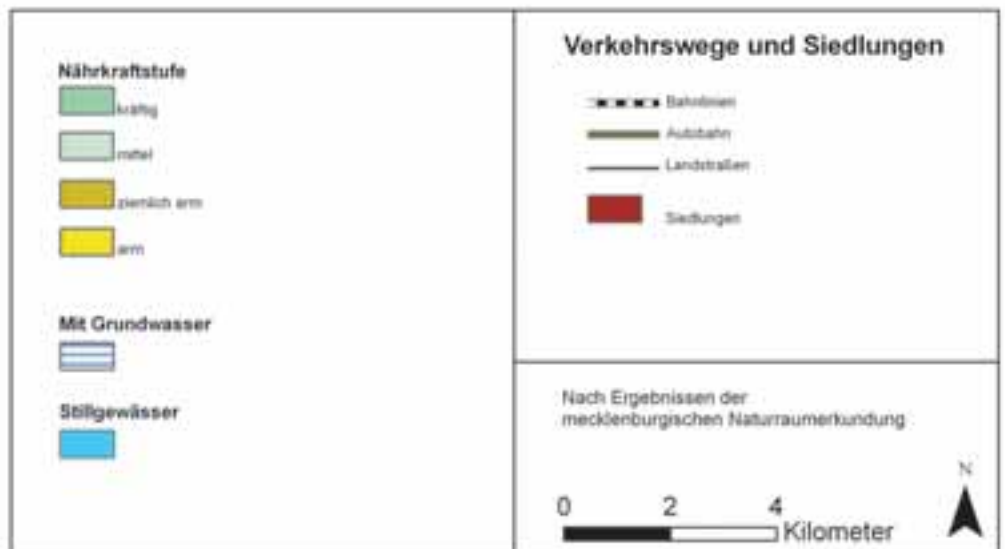 Nährkraftstufe
kräftig
mittel
ziemlich arm
arm
Mit Grundwasser
Stillgewässer
Verkehrswege und Siedlungen
Bahnlinien
Autobahn
Landstraßen
Siedlungen
Nach Ergebnissen der
mecklenburgischen Naturraumerkundung
N
0 2 4
Kilometer